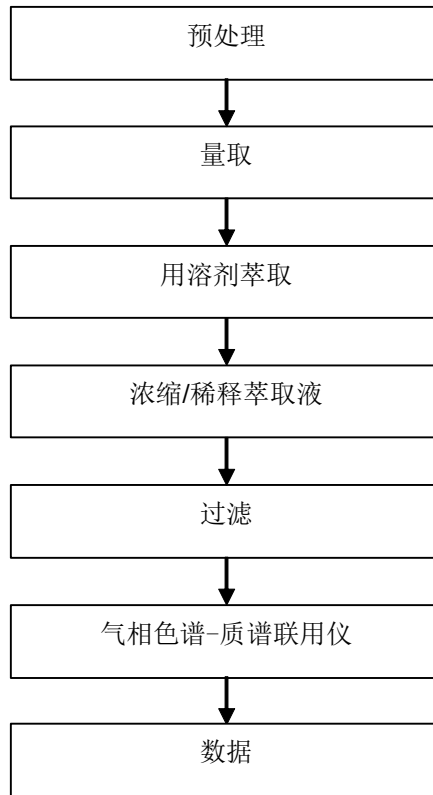 预处理
量取
用溶剂萃取
浓缩/稀释萃取液
过滤
气相色谱-质谱联用仪
数据